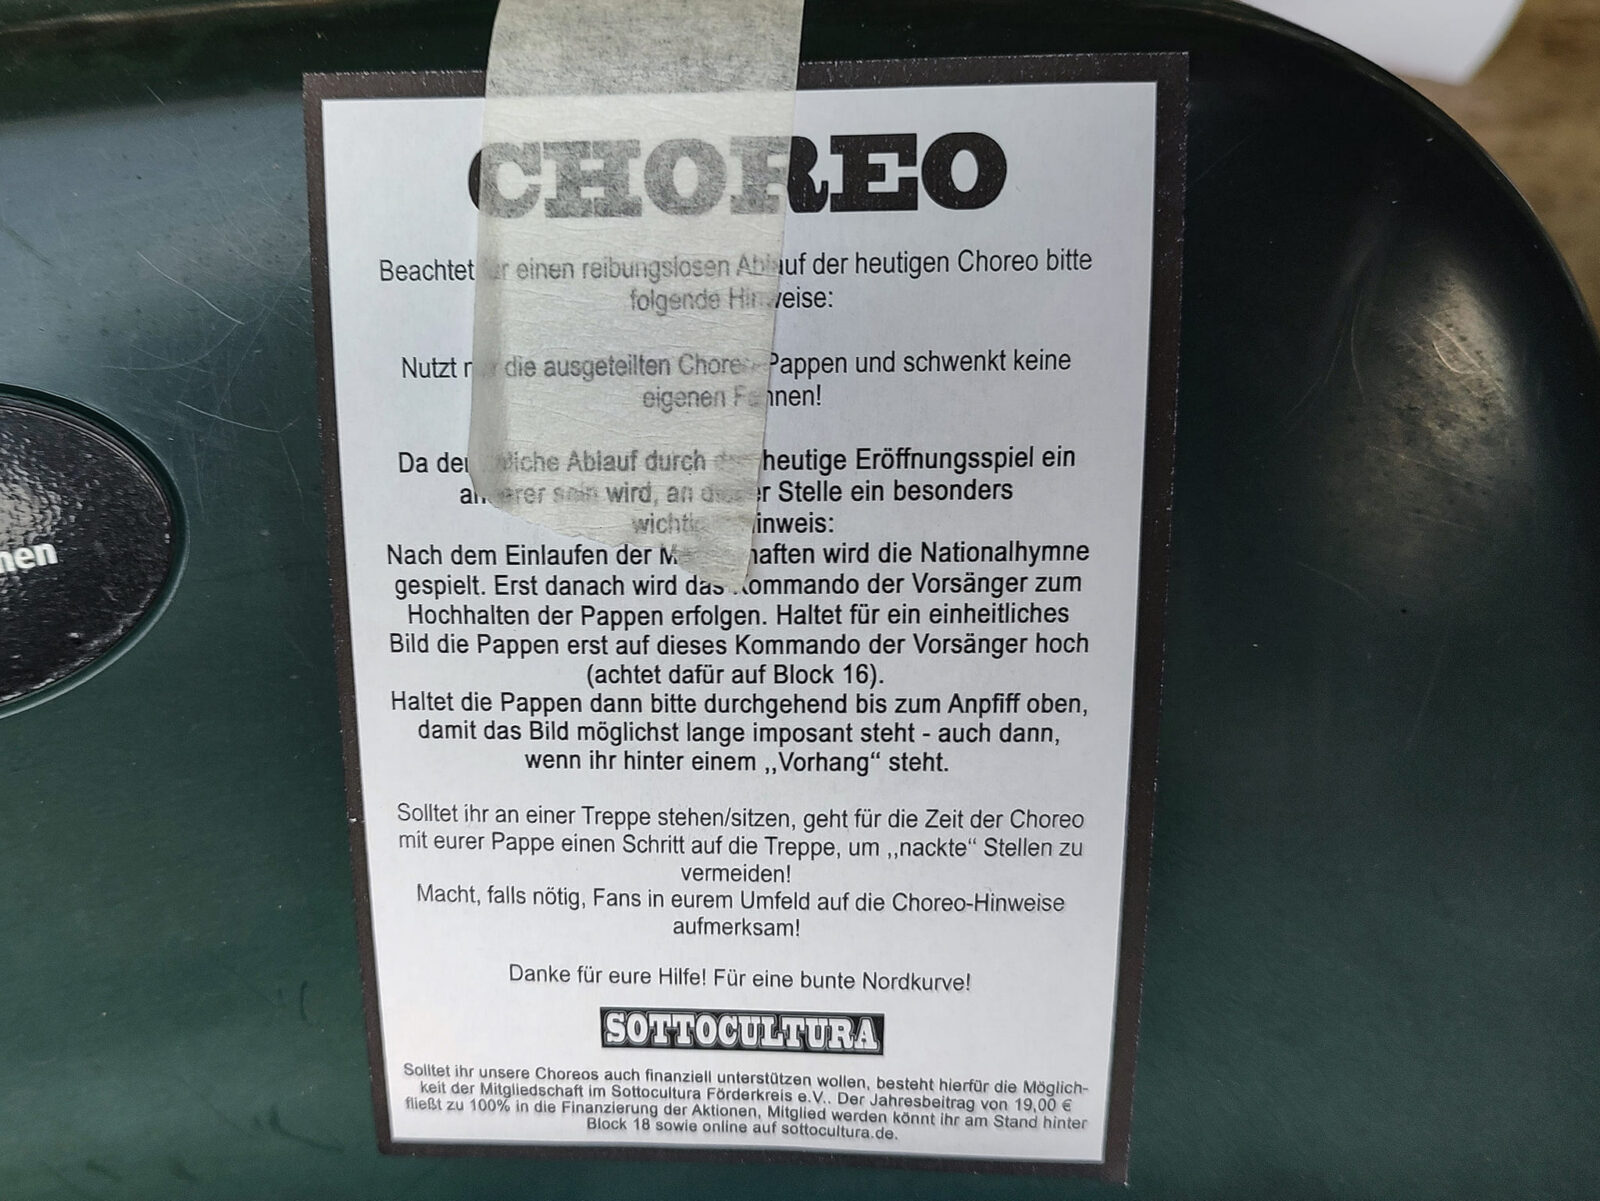 CHOREO
Beachtet für einen reibungslosen Ablauf der heutigen Choreo bitte
folgende Hinweise:
Nutzt nur die ausgeteilten Choreo-Pappen und schwenkt keine
eigenen Fahnen!
Da der übliche Ablauf durch das heutige Eröffnungsspiel ein
anderer sein wird, an dieser Stelle ein besonders
wichtiger Hinweis:
Nach dem Einlaufen der Mannschaften wird die Nationalhymne
gespielt. Erst danach wird das Kommando der Vorsänger zum
Hochhalten der Pappen erfolgen. Haltet für ein einheitliches
Bild die Pappen erst auf dieses Kommando der Vorsänger hoch
(achtet dafür auf Block 16).
Haltet die Pappen dann bitte durchgehend bis zum Anpfiff oben,
damit das Bild möglichst lange imposant steht - auch dann,
wenn ihr hinter einem ,,Vorhang“ steht.
Solltet ihr an einer Treppe stehen/sitzen, geht für die Zeit der Choreo
mit eurer Pappe einen Schritt auf die Treppe, um ,,nackte“ Stellen zu
vermeiden!
Macht, falls nötig, Fans in eurem Umfeld auf die Choreo-Hinweise
aufmerksam!
Danke für eure Hilfe! Für eine bunte Nordkurve!
SOTTOCULTURA
Solltet ihr unsere Choreos auch finanziell unterstützen wollen, besteht hierfür die Möglich-
keit der Mitgliedschaft im Sottocultura Förderkreis e.V.. Der Jahresbeitrag von 19,00 €
fließt zu 100% in die Finanzierung der Aktionen, Mitglied werden könnt ihr am Stand hinter
Block 18 sowie online auf sottocultura.de.